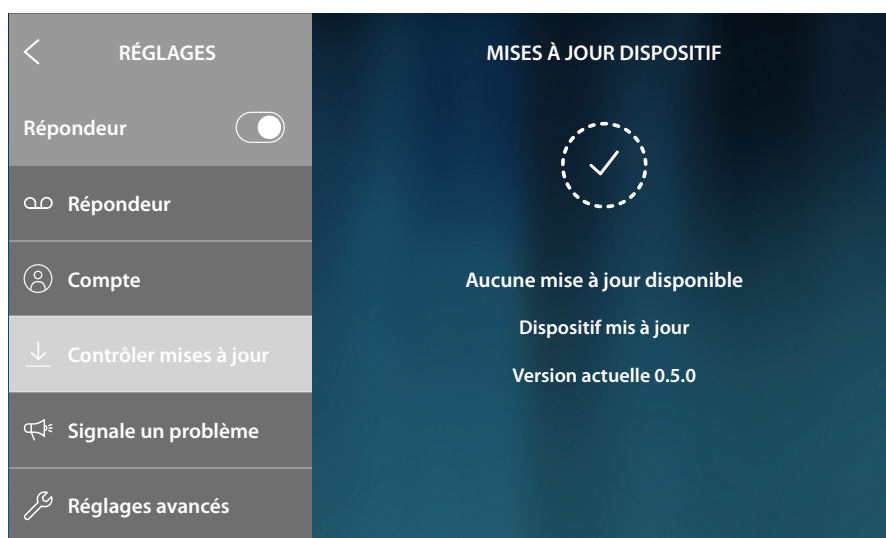 RÉGLAGES
Répondeur
Répondeur
Compte
Contrôler mises à jour
Signale un problème
Réglages avancés
MISES À JOUR DISPOSITIF
Aucune mise à jour disponible
Dispositif mis à jour
Version actuelle 0.5.0